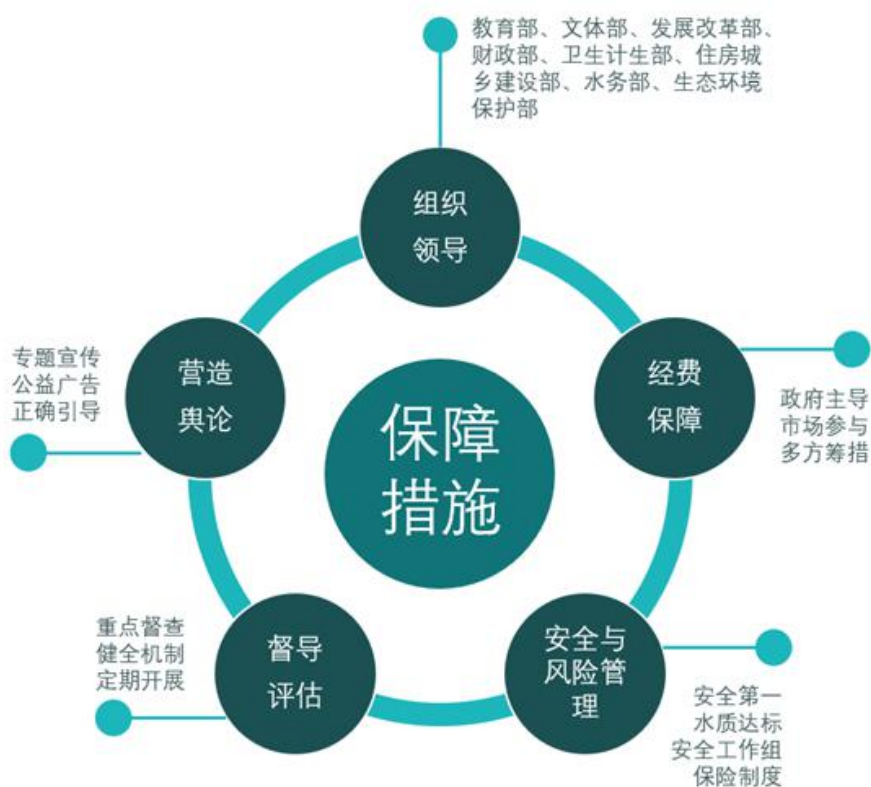 教育部、文体部、发展改革部、
财政部、卫生计生部、住房城
乡建设部、水务部、生态环境
保护部
组织
领导
经费
保障
政府主导
市场参与
多方筹措
安全与
风险管
理
安全第一
水质达标
安全工作组
保险制度
督导
评估
重点督查
健全机制
定期开展
营造
舆论
专题宣传
公益广告
正确引导
保障
措施